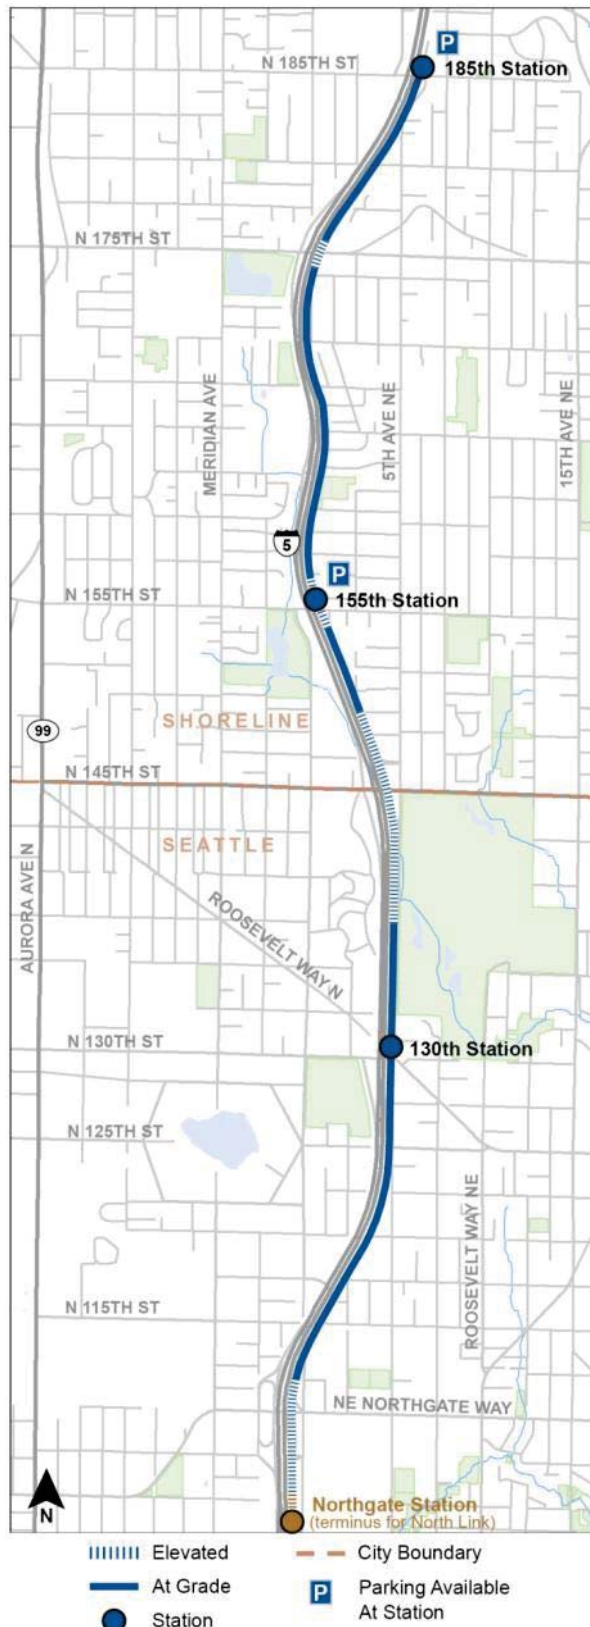 P
N 185TH ST
185th Station
N 175TH ST
MERIDIAN AVE
5TH AVE NE
15TH AVE NE
5
P
N 155TH ST
155th Station
SHORELINE
99
N 145TH ST
SEATTLE
AURORA AVE N
ROOSEVELT WAY N
N 130TH ST
130th Station
N 125TH ST
ROOSEVELT WAY NE
N 115TH ST
NE NORTHGATE WAY
N
Northgate Station
(terminus for North Link)
Elevated
City Boundary
At Grade
P
Parking Available
At Station
Station